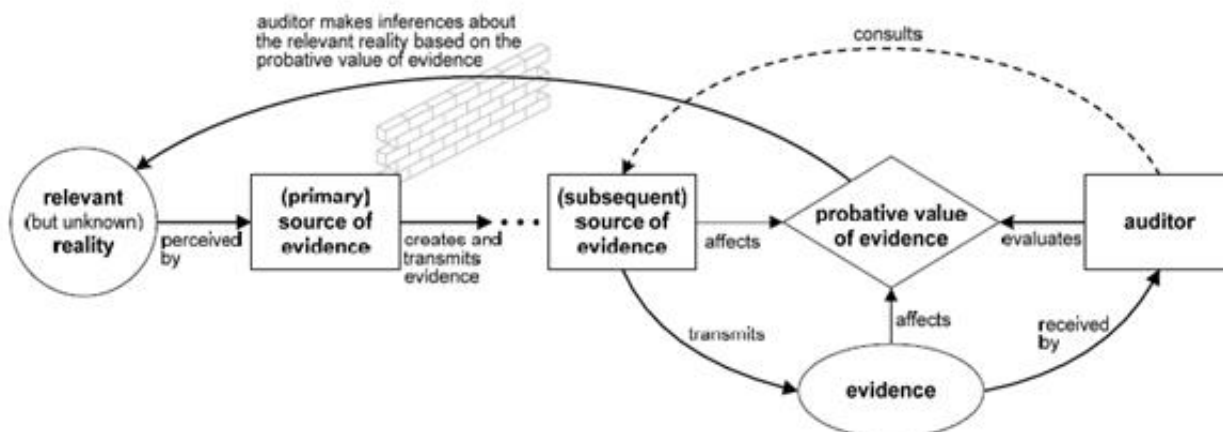 auditor makes inferences about
the relevant reality based on the
probative value of evidence
consults
relevant
(but unknown)
reality
perceived
by
(primary)
source of
evidence
creates and
transmits
evidence
(subsequent)
source of
evidence
affects
probative value
of evidence
evaluates
auditor
transmits
affects
received
by
evidence